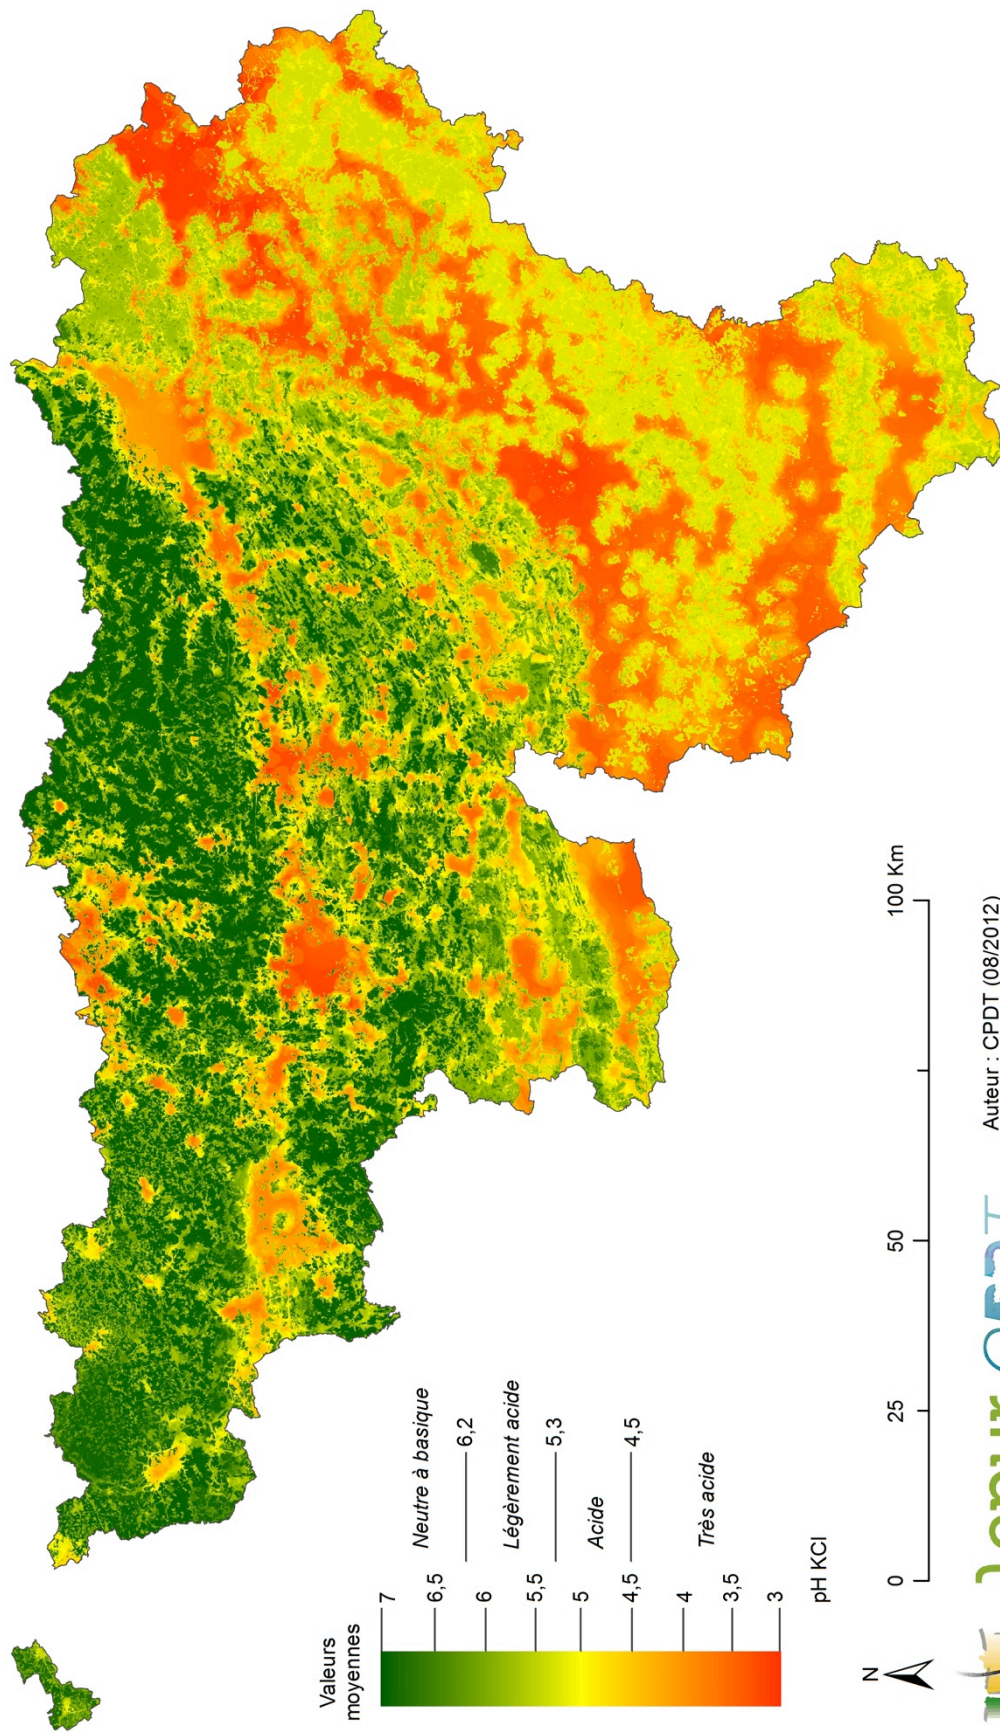 Valeurs
moyennes
7
6,5
6
5,5
5
4,5
4
3,5
3
Neutre à basique
6,2
Légèrement acide
5,3
Acide
4,5
Très acide
pH KCl
N
0
25
50
100 Km
Auteur : CPDT (08/2012)